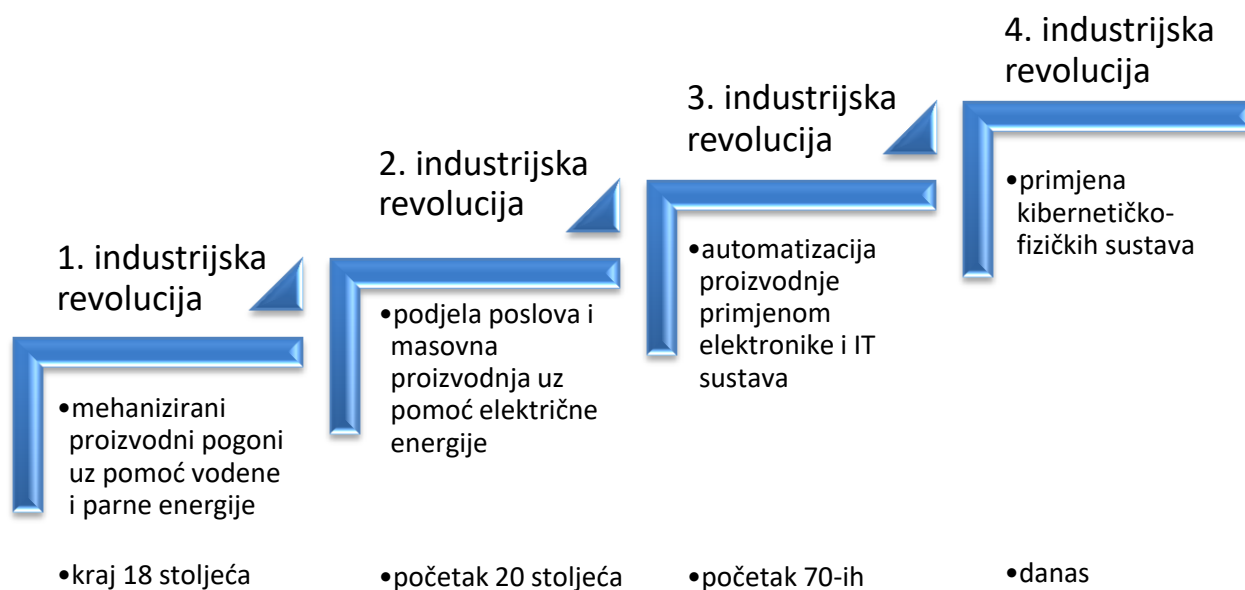 1. industrijska
revolucija
•mehanizirani
proizvodni pogoni
uz pomoć vodene
i parne energije
•kraj 18 stoljeća
2. industrijska
revolucija
•podjela poslova i
masovna
proizvodnja uz
pomoć električne
energije
•početak 20 stoljeća
3. industrijska
revolucija
•automatizacija
proizvodnje
primjenom
elektronike i IT
sustava
•početak 70-ih
4. industrijska
revolucija
•primjena
kibernetičko-
fizičkih sustava
•danas